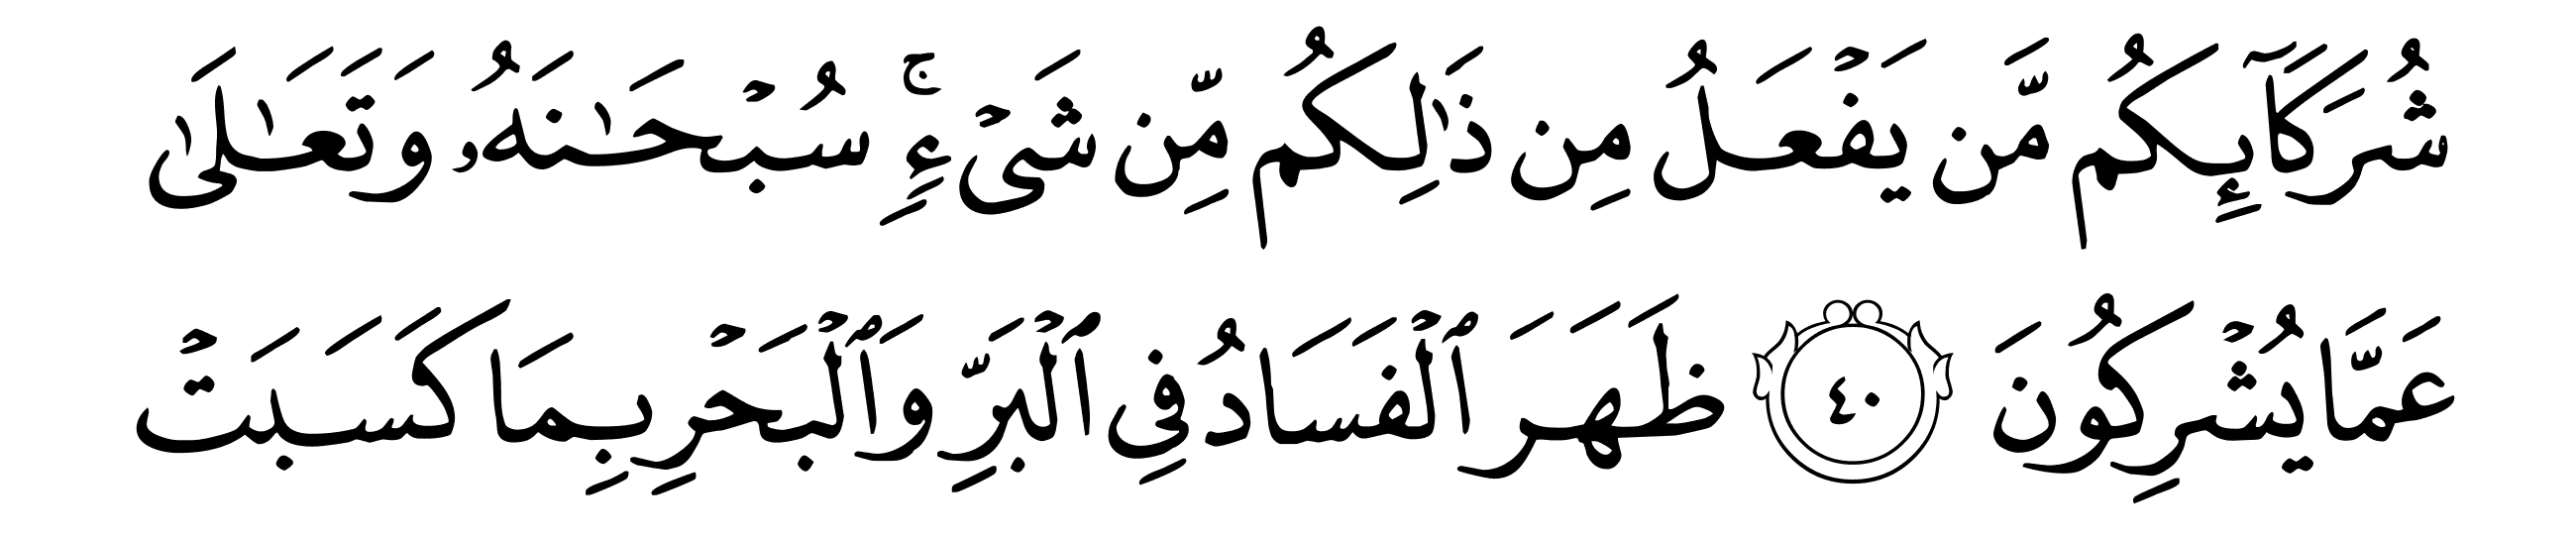 شُرَكَآئِكُم مَّن يَفْعَلُ مِن ذَٰلِكُم مِّن شَىْءٍۚ سُبْحَـٰنَهُۥ وَتَعَـٰلَىٰ
عَمَّا يُشْرِكُونَ ٤٠ ظَهَرَ ٱلْفَسَادُ فِى ٱلْبَرِّ وَٱلْبَحْرِ بِمَا كَسَبَتْ